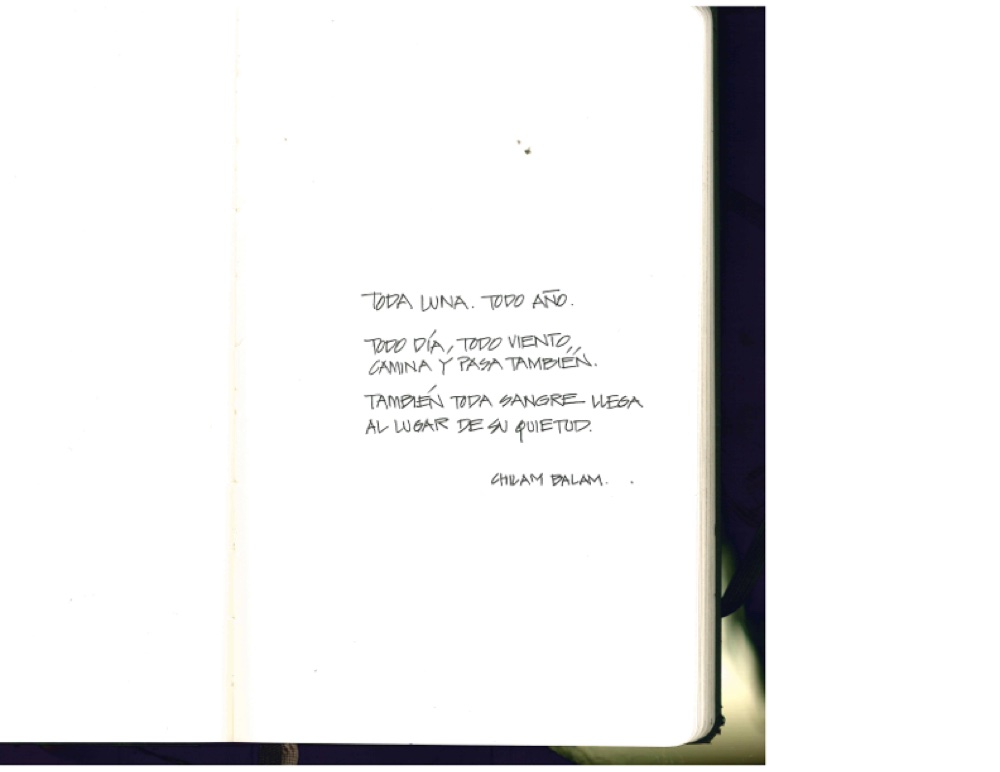 TODA LUNA. TODO AÑO.
TODO DÍA, TODO VIENTO,
CAMINA Y PASA TAMBIÉN.
TAMBIÉN TODA SANGRE LLEGA
AL LUGAR DE SU QUIETUD.
CHILAM BALAM.